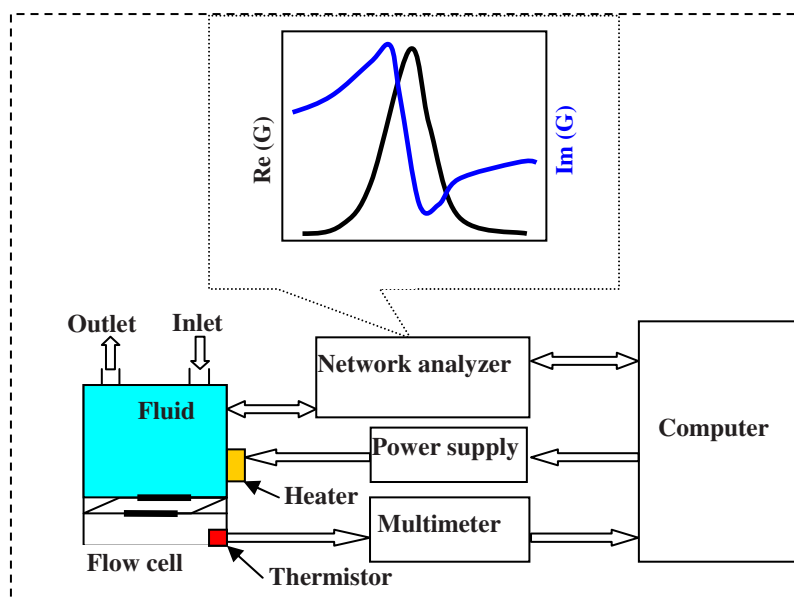 Re (G)
Im (G)
Outlet
Inlet
Network analyzer
Fluid
Computer
Power supply
Heater
Multimeter
Flow cell
Thermistor